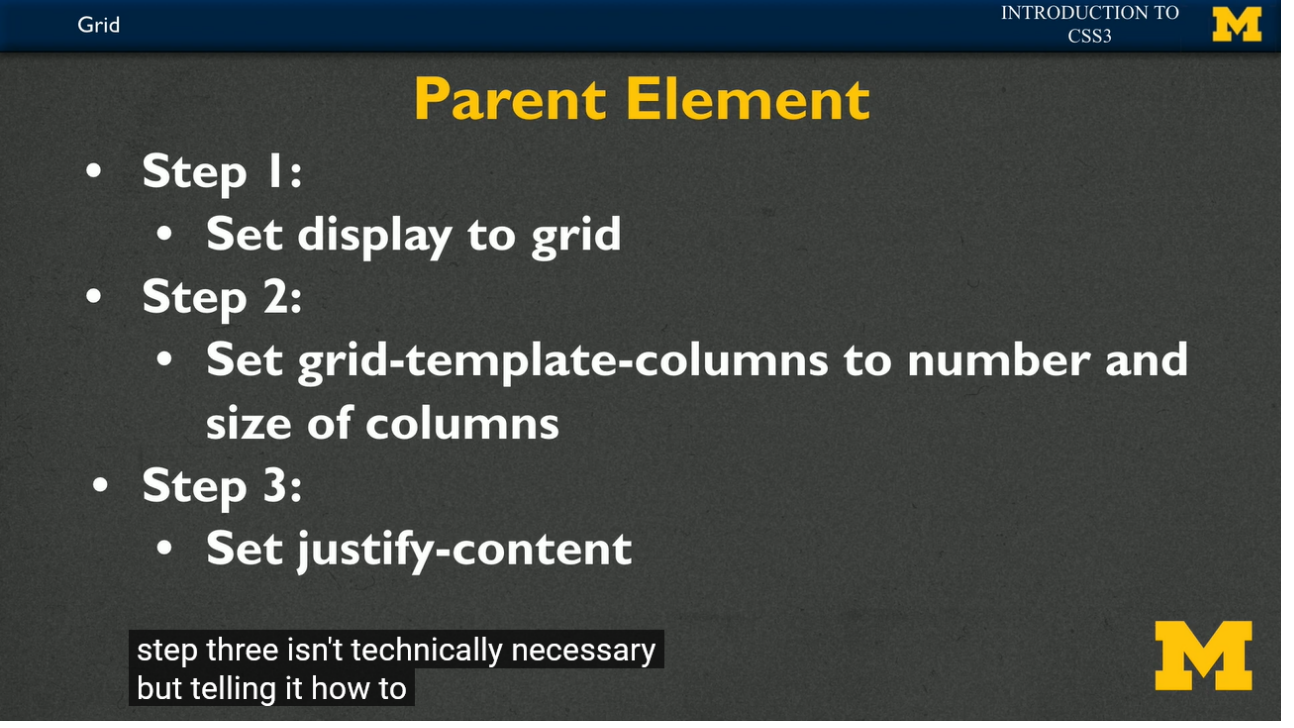 Grid
INTRODUCTION TO
CSS3
M
Parent Element
• Step 1:
• Set display to grid
• Step 2:
• Set grid-template-columns to number and
size of columns
• Step 3:
• Set justify-content
step three isn't technically necessary
but telling it how to
M